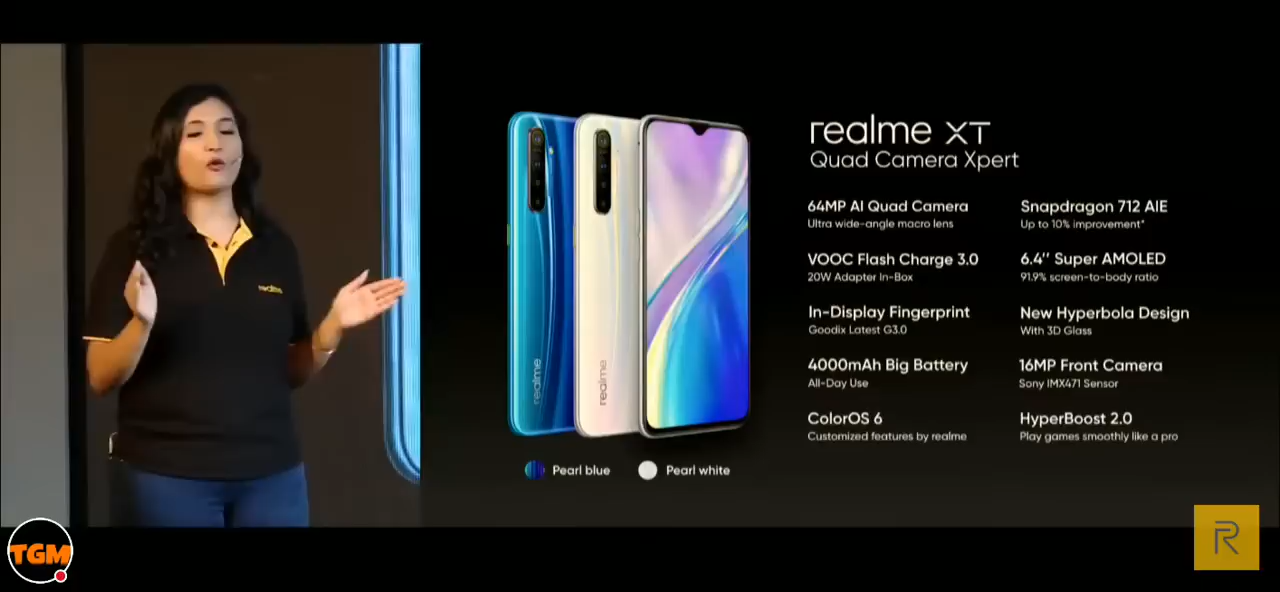 realme XT
Quad Camera Xpert
64MP AI Quad Camera
Ultra wide-angle macro lens
Snapdragon 712 AIE
Up to 10% improvement*
VOOC Flash Charge 3.0
20W Adapter In-Box
6.4'' Super AMOLED
91.9% screen-to-body ratio
In-Display Fingerprint
Goodix Latest G3.0
New Hyperbola Design
With 3D Glass
4000mAh Big Battery
All-Day Use
16MP Front Camera
Sony IMX471 Sensor
ColorOS 6
Customized features by realme
HyperBoost 2.0
Play games smoothly like a pro
realme
realme
realme
Pearl blue
Pearl white
TGM
R